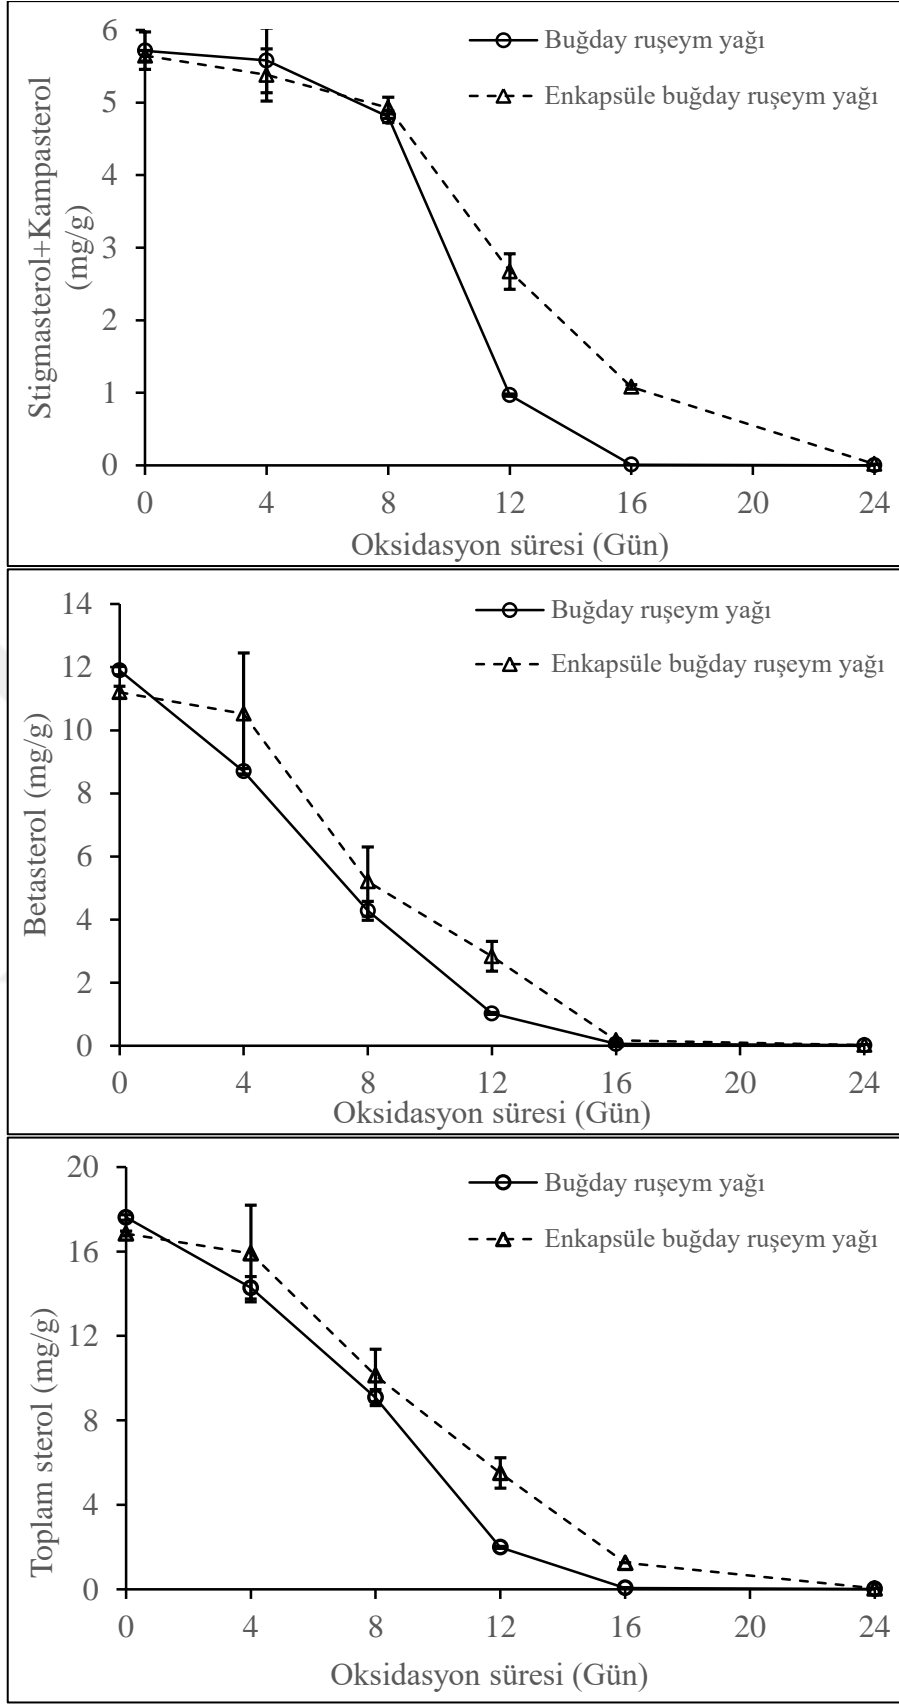 Buğday ruşeym yağı
Enkapsüle buğday ruşeym yağı
Stigmasterol+Kampasterol
(mg/g)
6
5
4
3
2
1
0
0 4 8 12 16 20 24
Oksidasyon süresi (Gün)
Buğday ruşeym yağı
Enkapsüle buğday ruşeym yağı
Betasterol (mg/g)
14
12
10
8
6
4
2
0
0 4 8 12 16 20 24
Oksidasyon süresi (Gün)
Buğday ruşeym yağı
Enkapsüle buğday ruşeym yağı
Toplam sterol (mg/g)
20
16
12
8
4
0
0 4 8 12 16 20 24
Oksidasyon süresi (Gün)